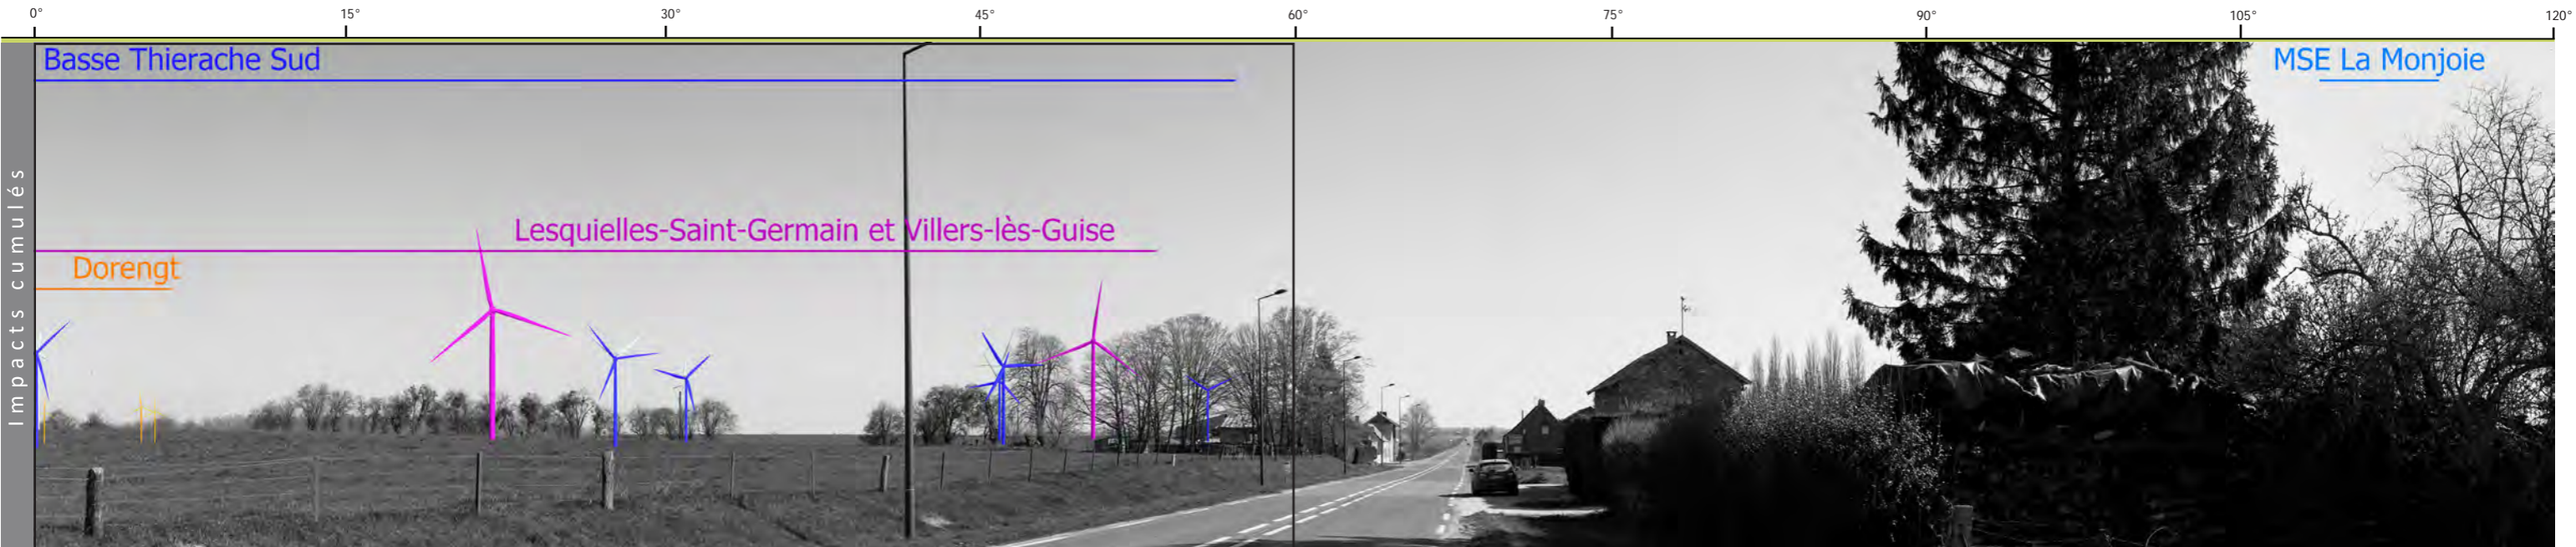 0° 15° 30° 45° 60° 75° 90° 105° 120°
Impacts cumulés
Basse Thierache Sud
MSE La Monjoie
Lesquielles-Saint-Germain et Villers-lès-Guise
Dorengt